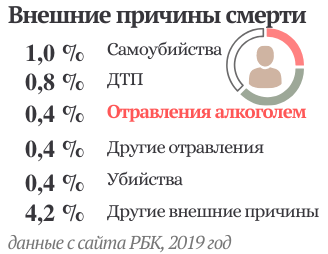 Внешние причины смерти
1,0 % Самоубийства
0,8 % ДТП
0,4 % Отравления алкоголем
0,4 % Другие отравления
0,4 % Убийства
4,2 % Другие внешние причины
данные с сайта РБК, 2019 год